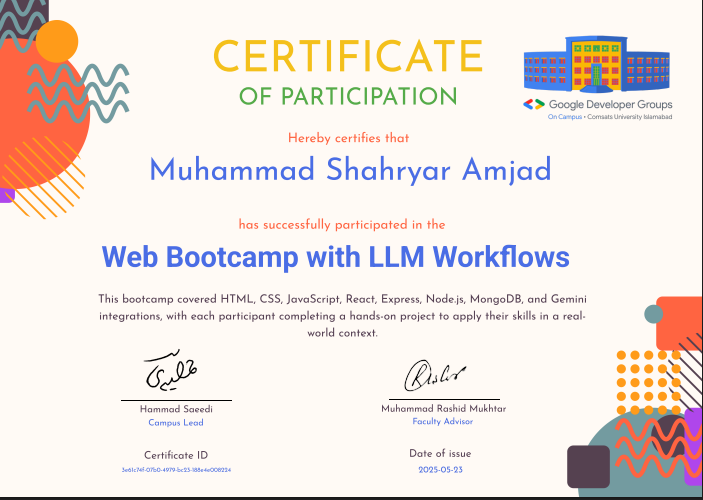 CERTIFICATE
OF PARTICIPATION
Google Developer Groups
On Campus • Comsats University Islamabad
Hereby certifies that
Muhammad Shahryar Amjad
has successfully participated in the
Web Bootcamp with LLM Workflows
This bootcamp covered HTML, CSS, JavaScript, React, Express, Node.js, MongoDB, and Gemini
integrations, with each participant completing a hands-on project to apply their skills in a real-
world context.
Hammad Saeedi
Campus Lead
Muhammad Rashid Mukhtar
Faculty Advisor
Certificate ID
3e61c74f-07b0-4979-bc23-188e4e008224
Date of issue
2025-05-23